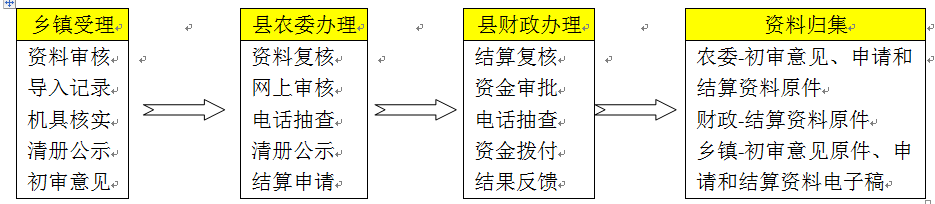 乡镇受理
资料审核
导入记录
机具核实
清册公示
初审意见
县农委办理
资料复核
网上审核
电话抽查
清册公示
结算申请
县财政办理
结算复核
资金审批
电话抽查
资金拨付
结果反馈
资料归集
农委-初审意见、申请和
结算资料原件
财政-结算资料原件
乡镇-初审意见原件、申
请和结算资料电子稿